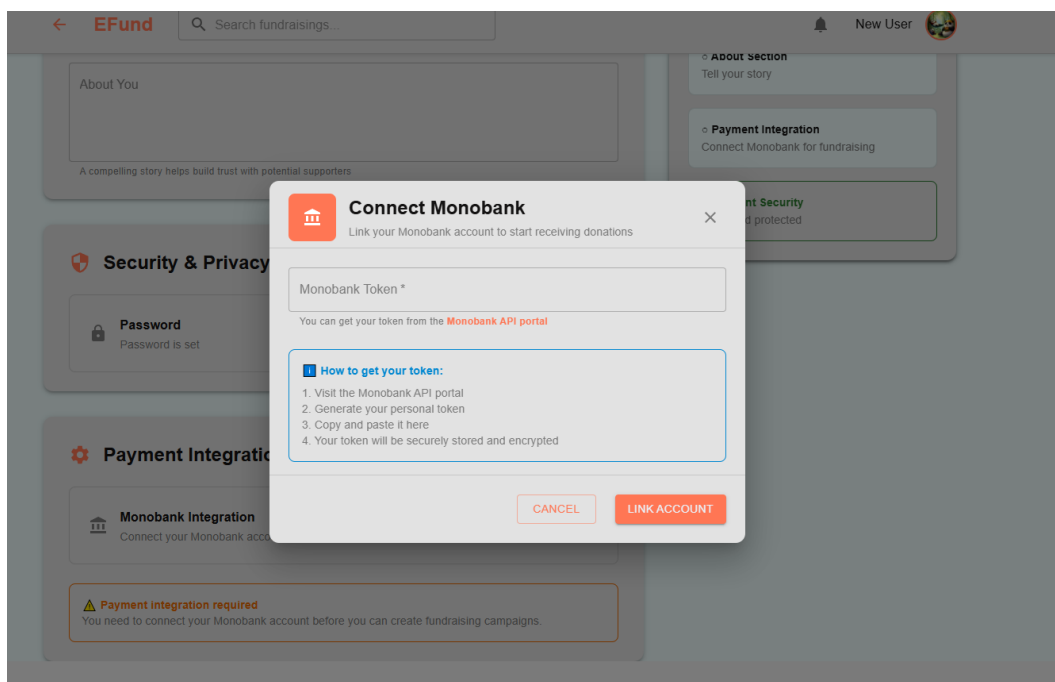 EFund
Search fundraisings...
New User
About You
A compelling story helps build trust with potential supporters
About Section
Tell your story
Payment Integration
Connect Monobank for fundraising
nt Security
d protected
Security & Privacy
Password
Password is set
Payment Integratio
Monobank Integration
Connect your Monobank acco
Payment integration required
You need to connect your Monobank account before you can create fundraising campaigns.
Connect Monobank
Link your Monobank account to start receiving donations
Monobank Token *
You can get your token from the Monobank API portal
How to get your token:
1. Visit the Monobank API portal
2. Generate your personal token
3. Copy and paste it here
4. Your token will be securely stored and encrypted
CANCEL
LINK ACCOUNT